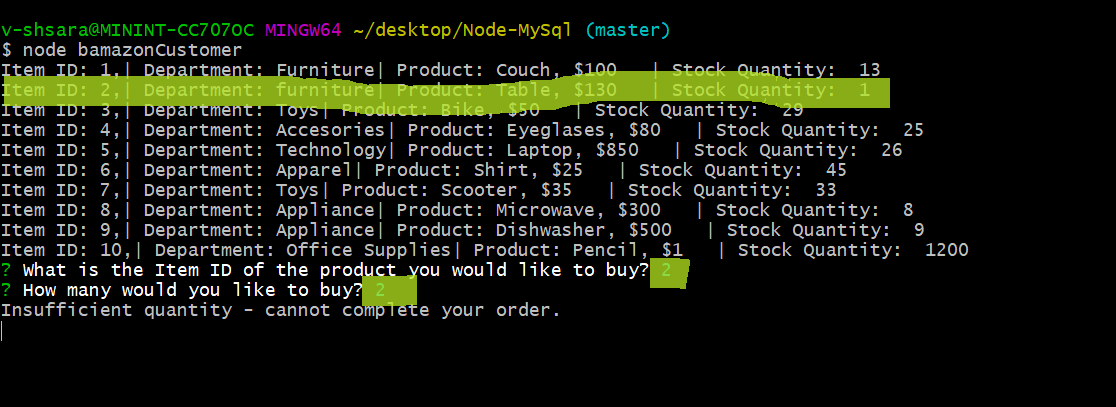 v-shsara@MININT-CC707OC MINGW64 ~/desktop/Node-MySql (master)
$ node bamazonCustomer
Item ID: 1,| Department: Furniture| Product: Couch, $100   | Stock Quantity:  13
Item ID: 2,| Department: furniture| Product: Table, $130   | Stock Quantity:  1
Item ID: 3,| Department: Toys| Product: Bike, $50   | Stock Quantity:  29
Item ID: 4,| Department: Accesories| Product: Eyeglases, $80   | Stock Quantity:  25
Item ID: 5,| Department: Technology| Product: Laptop, $850   | Stock Quantity:  26
Item ID: 6,| Department: Apparel| Product: Shirt, $25   | Stock Quantity:  45
Item ID: 7,| Department: Toys| Product: Scooter, $35   | Stock Quantity:  33
Item ID: 8,| Department: Appliance| Product: Microwave, $300   | Stock Quantity:  8
Item ID: 9,| Department: Appliance| Product: Dishwasher, $500   | Stock Quantity:  9
Item ID: 10,| Department: Office Supplies| Product: Pencil, $1   | Stock Quantity:  1200
? What is the Item ID of the product you would like to buy? 2
? How many would you like to buy? 2
Insufficient quantity - cannot complete your order.